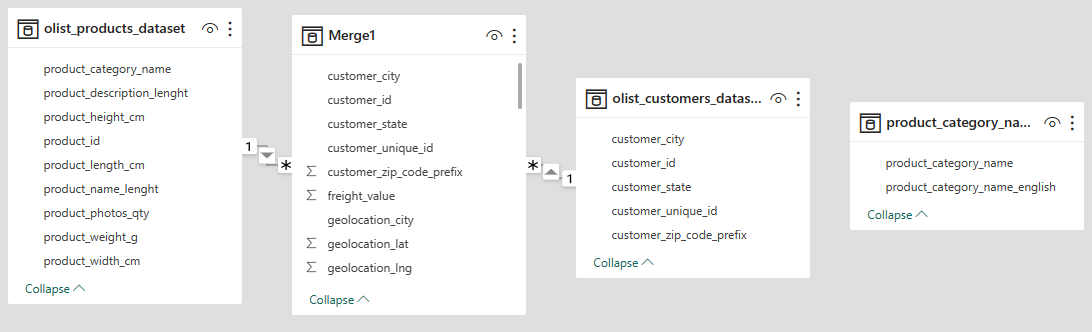 olist_products_dataset
product_category_name
product_description_lenght
product_height_cm
product_id
product_length_cm
product_name_lenght
product_photos_qty
product_weight_g
product_width_cm
Collapse
1
*
Merge1
customer_city
customer_id
customer_state
customer_unique_id
Σ customer_zip_code_prefix
Σ freight_value
geolocation_city
Σ geolocation_lat
Σ geolocation_lng
Collapse
*
1
olist_customers_datas...
customer_city
customer_id
customer_state
customer_unique_id
customer_zip_code_prefix
Collapse
product_category_na...
product_category_name
product_category_name_english
Collapse